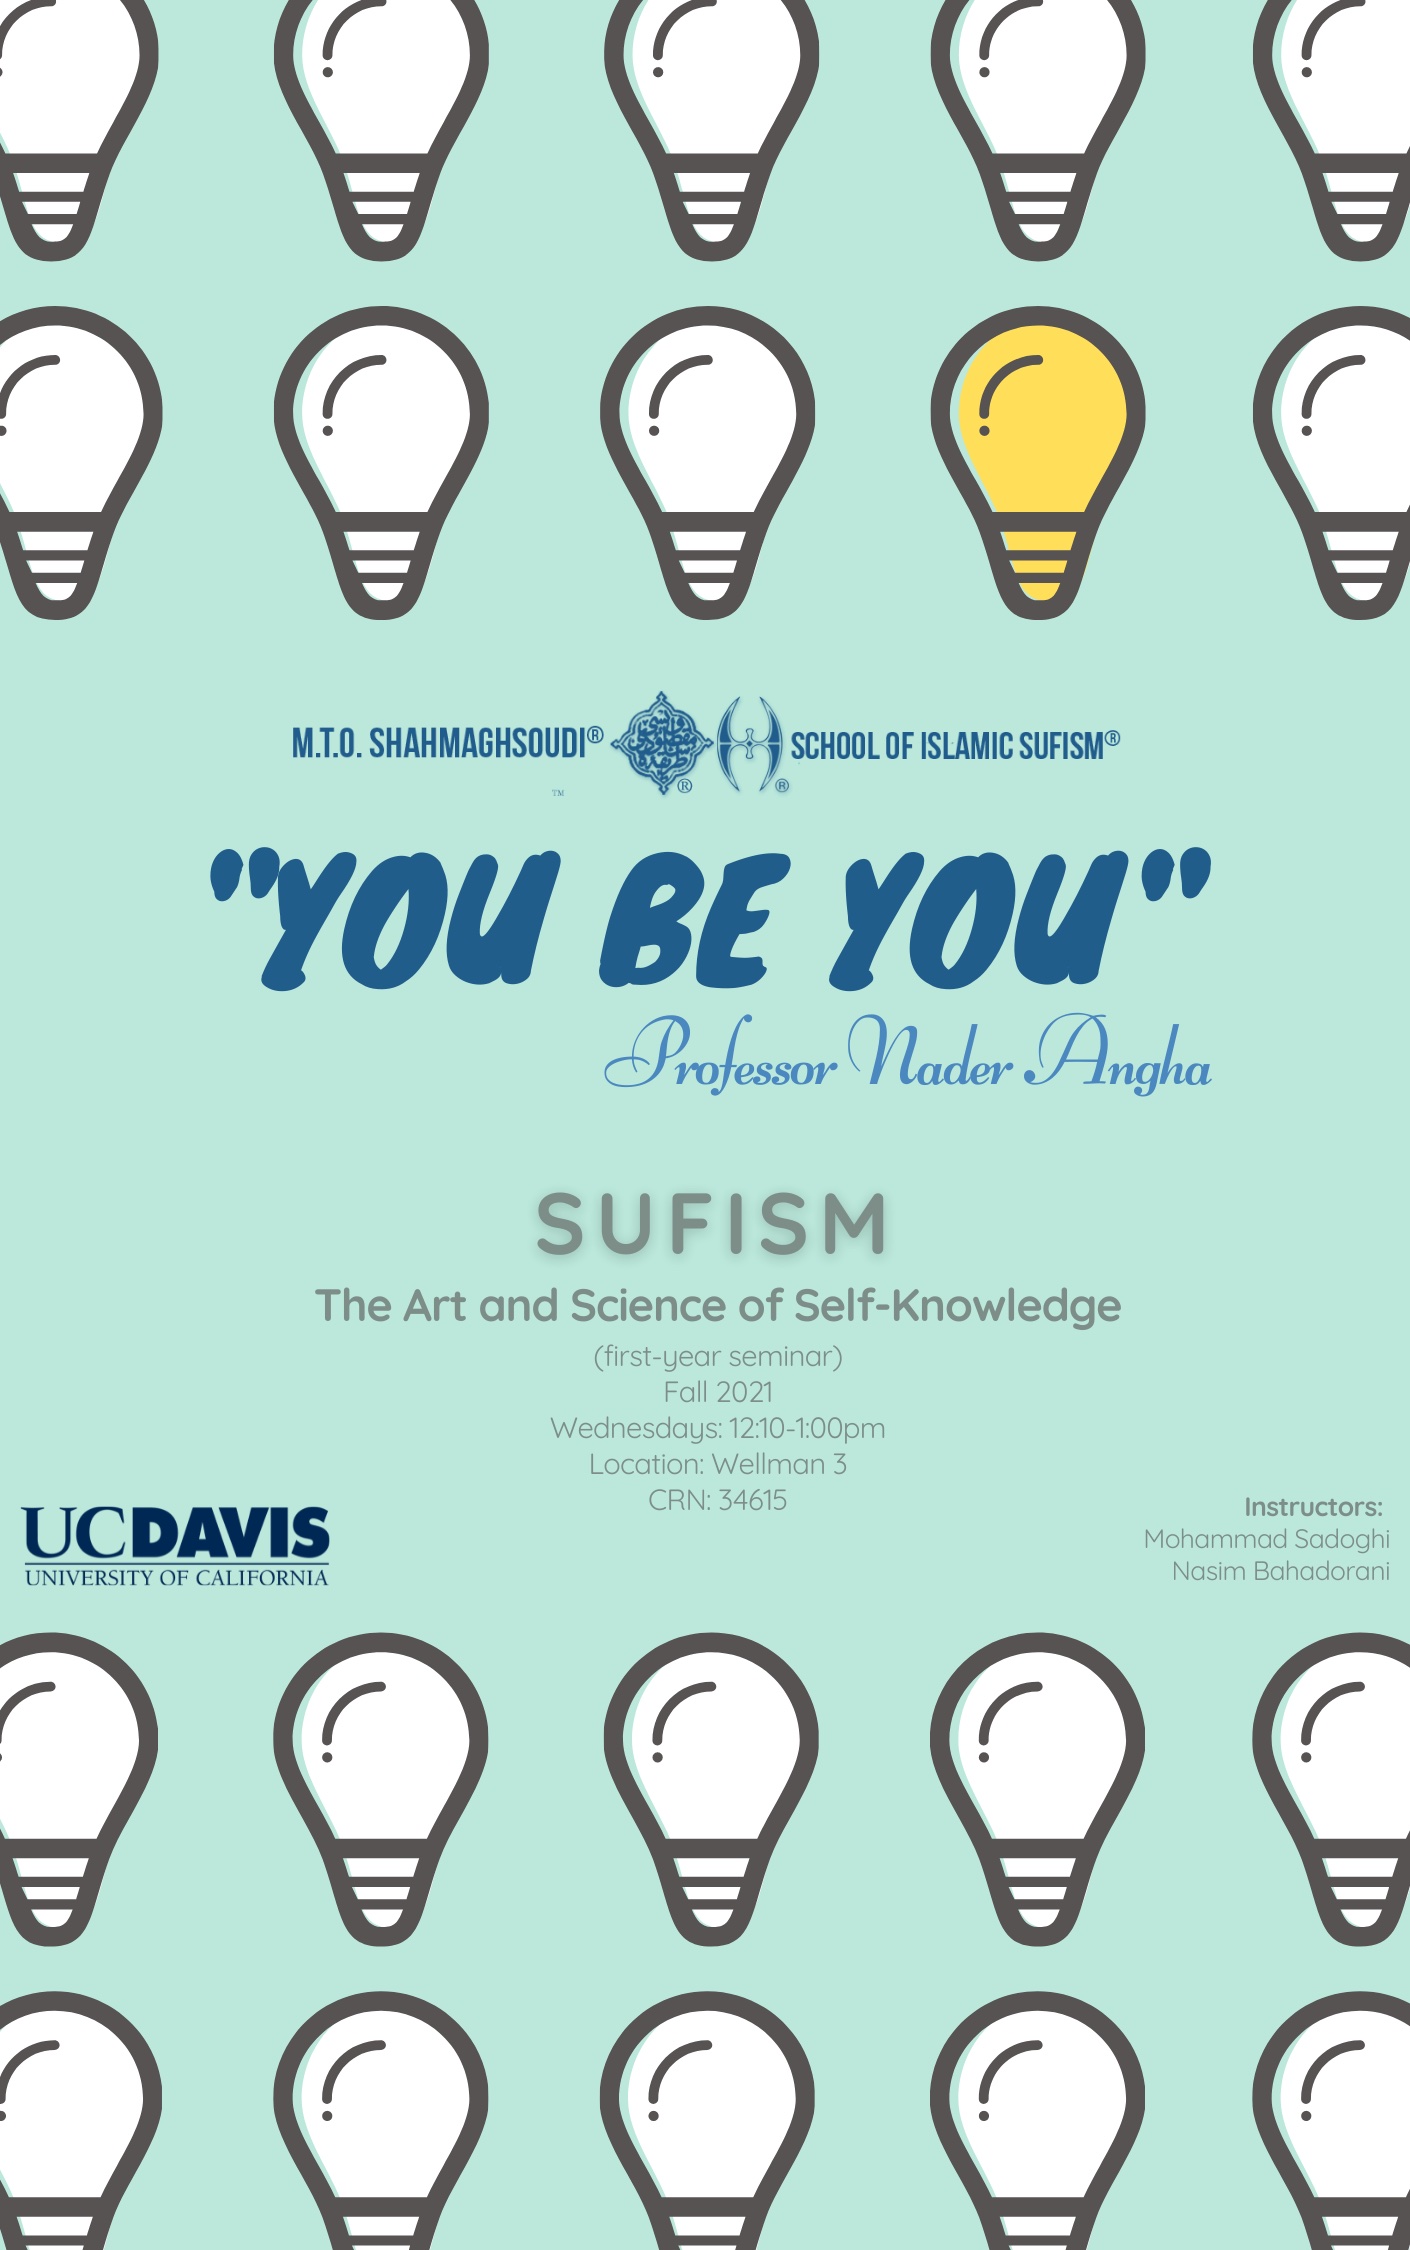 M.T.O. SHAHMAGHSOUDI® ® ® SCHOOL OF ISLAMIC SUFISM®
TM
"YOU BE YOU"
Professor Nader Angha
SUFISM
The Art and Science of Self-Knowledge
(first-year seminar)
Fall 2021
Wednesdays: 12:10-1:00pm
Location: Wellman 3
CRN: 34615
UCDAVIS
UNIVERSITY OF CALIFORNIA
Instructors:
Mohammad Sadoghi
Nasim Bahadorani